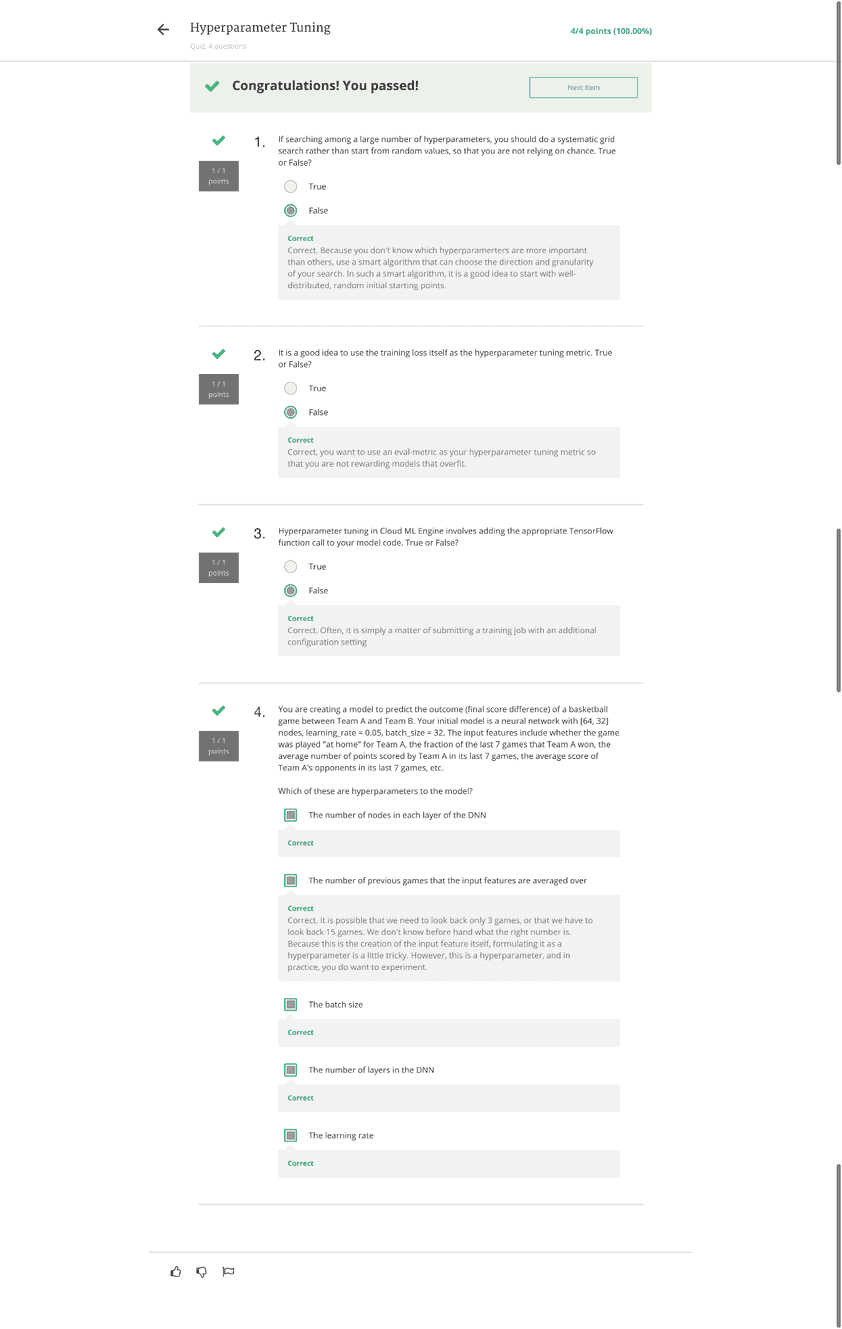 Hyperparameter Tuning
4/4 points (100.00%)
Quiz, 4 questions
Congratulations! You passed!
Next Item
1.
If searching among a large number of hyperparameters, you should do a systematic grid
search rather than start from random values, so that you are not relying on chance. True
or False?
1 / 1
points
True
False
Correct
Correct. Because you don't know which hyperparamerters are more important
than others, use a smart algorithm that can choose the direction and granularity
of your search. In such a smart algorithm, it is a good idea to start with well-
distributed, random initial starting points.
2.
It is a good idea to use the training loss itself as the hyperparameter tuning metric. True
or False?
1 / 1
points
True
False
Correct
Correct, you want to use an eval-metric as your hyperparameter tuning metric so
that you are not rewarding models that overfit.
3.
Hyperparameter tuning in Cloud ML Engine involves adding the appropriate TensorFlow
function call to your model code. True or False?
1 / 1
points
True
False
Correct
Correct. Often, it is simply a matter of submitting a training job with an additional
configuration setting
4.
You are creating a model to predict the outcome (final score difference) of a basketball
game between Team A and Team B. Your initial model is a neural network with [64, 32]
nodes, learning_rate = 0.05, batch_size = 32. The input features include whether the game
was played "at home" for Team A, the fraction of the last 7 games that Team A won, the
average number of points scored by Team A in its last 7 games, the average score of
Team A's opponents in its last 7 games, etc.
1 / 1
points
Which of these are hyperparameters to the model?
The number of nodes in each layer of the DNN
Correct
The number of previous games that the input features are averaged over
Correct
Correct. It is possible that we need to look back only 3 games, or that we have to
look back 15 games. We don't know before hand what the right number is.
Because this is the creation of the input feature itself, formulating it as a
hyperparameter is a little tricky. However, this is a hyperparameter, and in
practice, you do want to experiment.
The batch size
Correct
The number of layers in the DNN
Correct
The learning rate
Correct